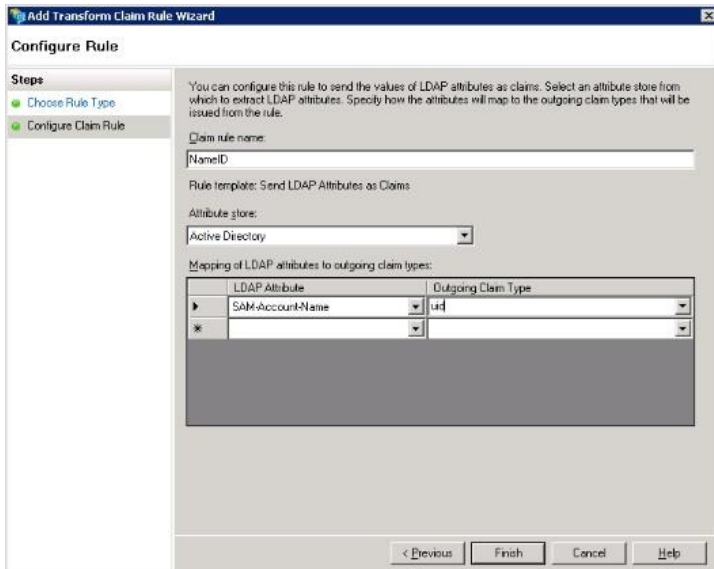 Add Transform Claim Rule Wizard
Configure Rule
Steps
Choose Rule Type
Configure Claim Rule
You can configure this rule to send the values of LDAP attributes as claims. Select an attribute store from
which to extract LDAP attributes. Specify how the attributes will map to the outgoing claim types that will be
issued from the rule.
Claim rule name:
NameID
Rule template: Send LDAP Attributes as Claims
Attribute store:
Active Directory
Mapping of LDAP attributes to outgoing claim types:
LDAP Attribute Outgoing Claim Type
SAM-Account-Name uid
< Previous Finish Cancel Help